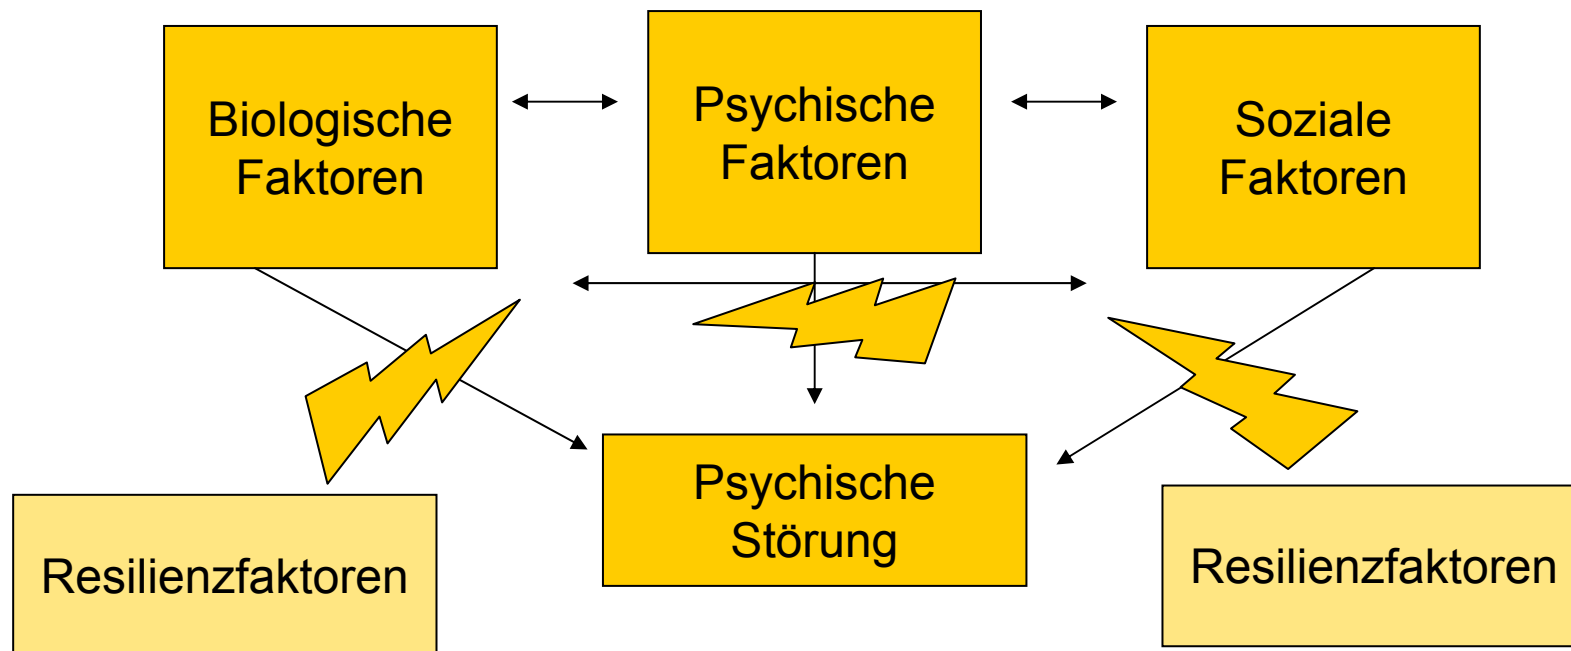 Biologische
Faktoren
Psychische
Faktoren
Soziale
Faktoren
Psychische
Störung
Resilienzfaktoren
Resilienzfaktoren